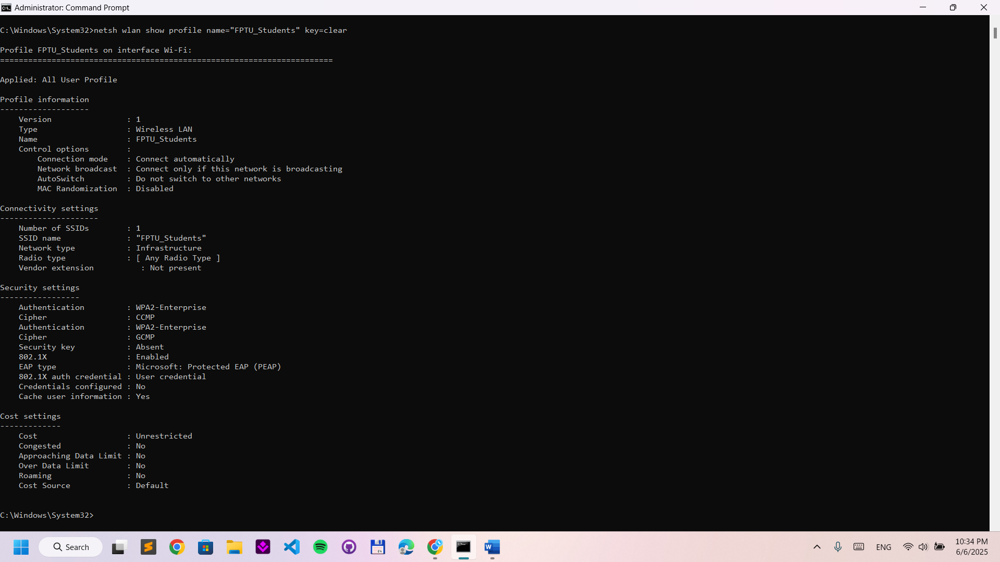 Administrator: Command Prompt
C:\Windows\System32>netsh wlan show profile name="FPTU_Students" key=clear
Profile FPTU_Students on interface Wi-Fi:
=======================================================================
Applied: All User Profile
Profile information
-------------------
Version : 1
Type : Wireless LAN
Name : FPTU_Students
Control options :
Connection mode : Connect automatically
Network broadcast : Connect only if this network is broadcasting
AutoSwitch : Do not switch to other networks
MAC Randomization : Disabled
Connectivity settings
---------------------
Number of SSIDs : 1
SSID name : "FPTU_Students"
Network type : Infrastructure
Radio type : [ Any Radio Type ]
Vendor extension : Not present
Security settings
-----------------
Authentication : WPA2-Enterprise
Cipher : CCMP
Authentication : WPA2-Enterprise
Cipher : GCMP
Security key : Absent
802.1X : Enabled
EAP type : Microsoft: Protected EAP (PEAP)
802.1X auth credential : User credential
Credentials configured : No
Cache user information : Yes
Cost settings
-------------
Cost : Unrestricted
Congested : No
Approaching Data Limit : No
Over Data Limit : No
Roaming : No
Cost Source : Default
C:\Windows\System32>
Search
ENG
10:34 PM
6/6/2025